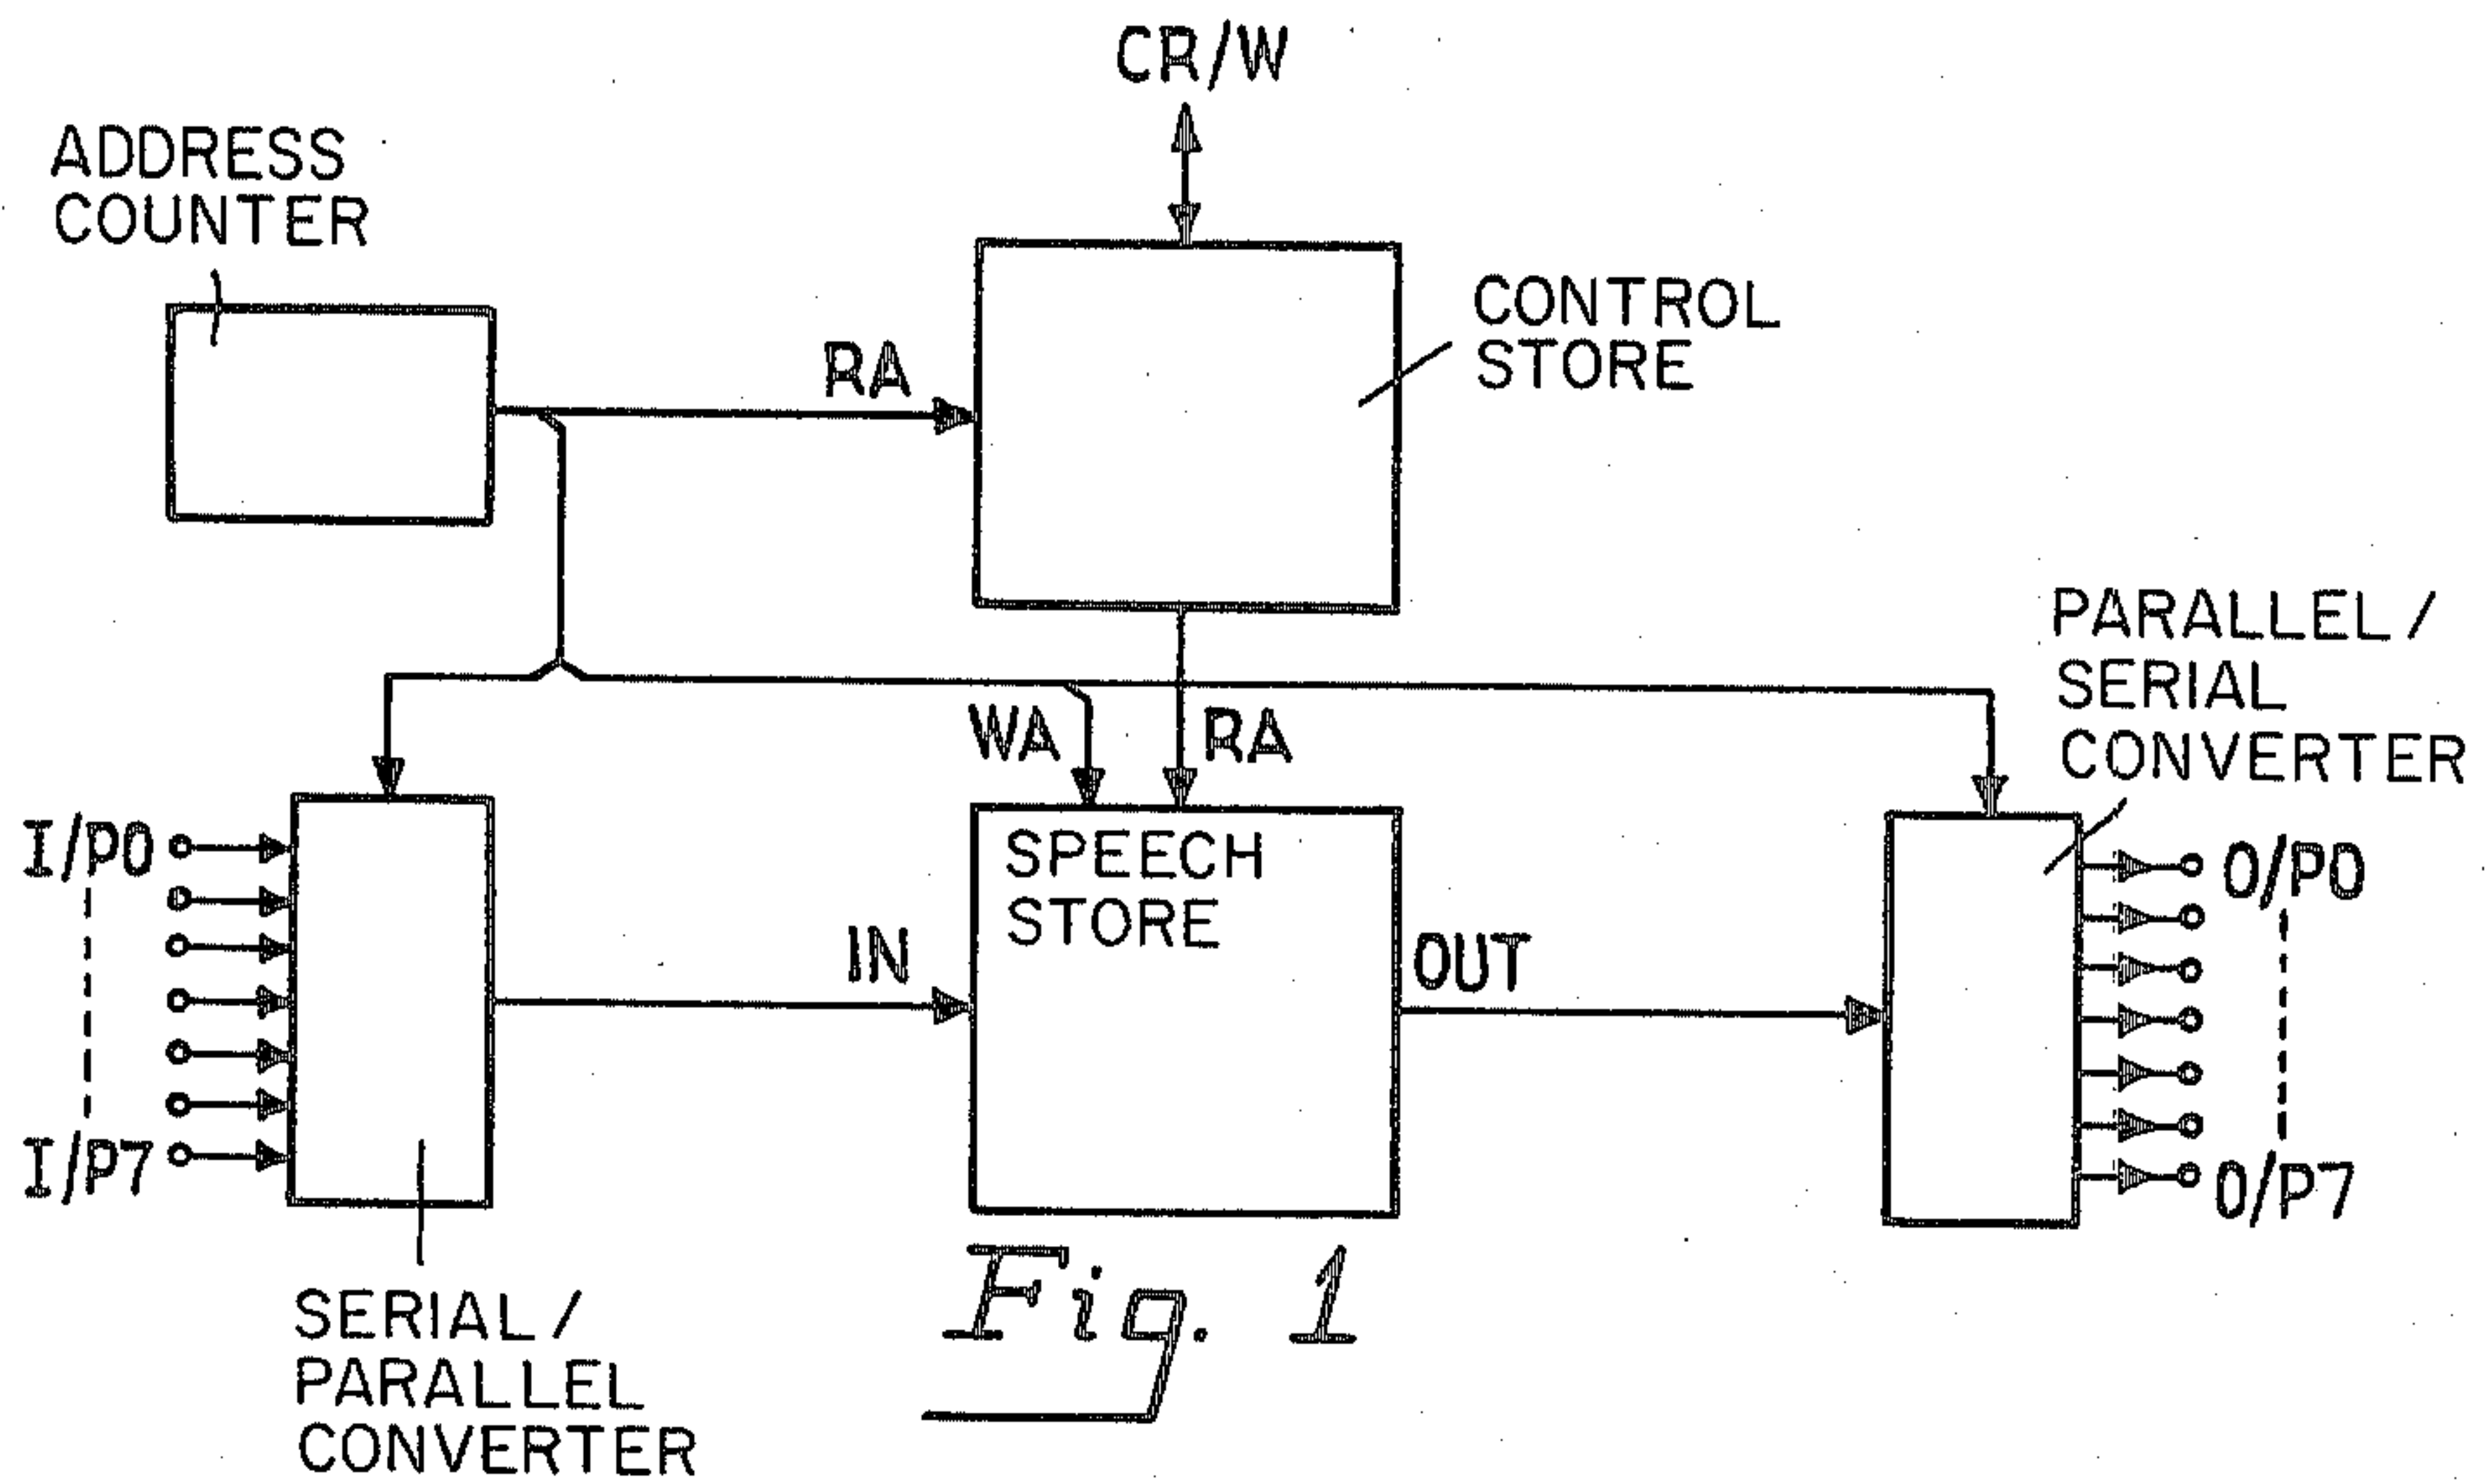 CR/W
ADDRESS
COUNTER
CONTROL
STORE
RA
PARALLEL/
SERIAL
CONVERTER
WA
RA
I/P0
SPEECH
STORE
O/P0
IN
OUT
I/P7
O/P7
SERIAL/
PARALLEL
CONVERTER
Fig. 1